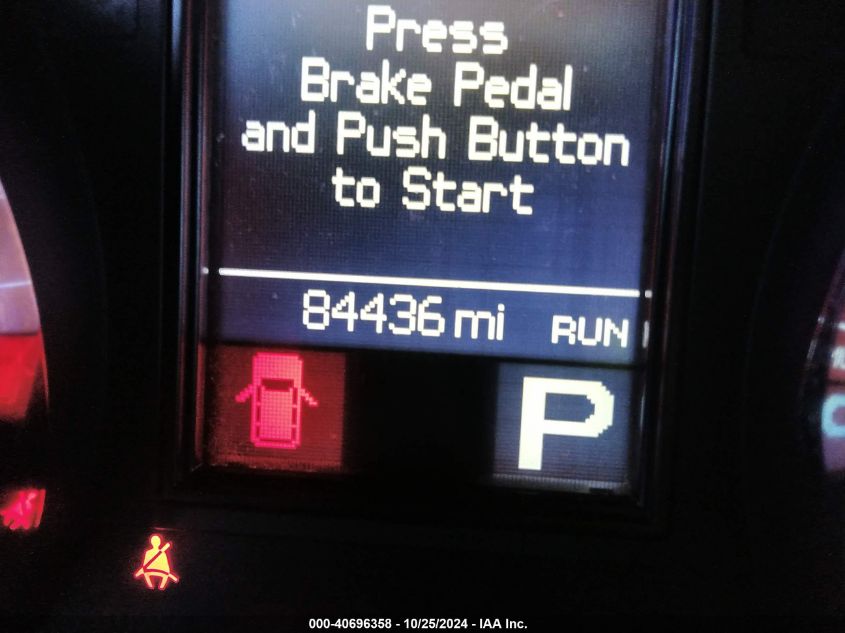 Press
Brake Pedal
and Push Button
to Start
84436 mi RUN
P
000-40696358 - 10/25/2024 - IAA Inc.